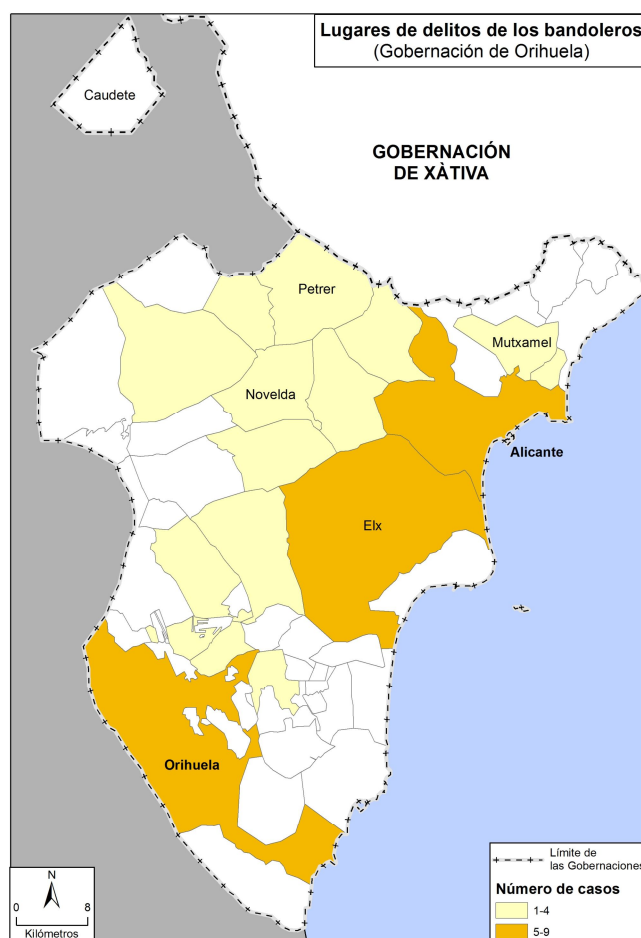 Lugares de delitos de los bandoleros
(Gobernación de Orihuela)
Caudete
GOBERNACIÓN
DE XÀTIVA
Petrer
Mutxamel
Novelda
Alicante
Elx
Orihuela
Límite de
las Gobernaciones
Número de casos
1-4
5-9
N
0 8
Kilómetros